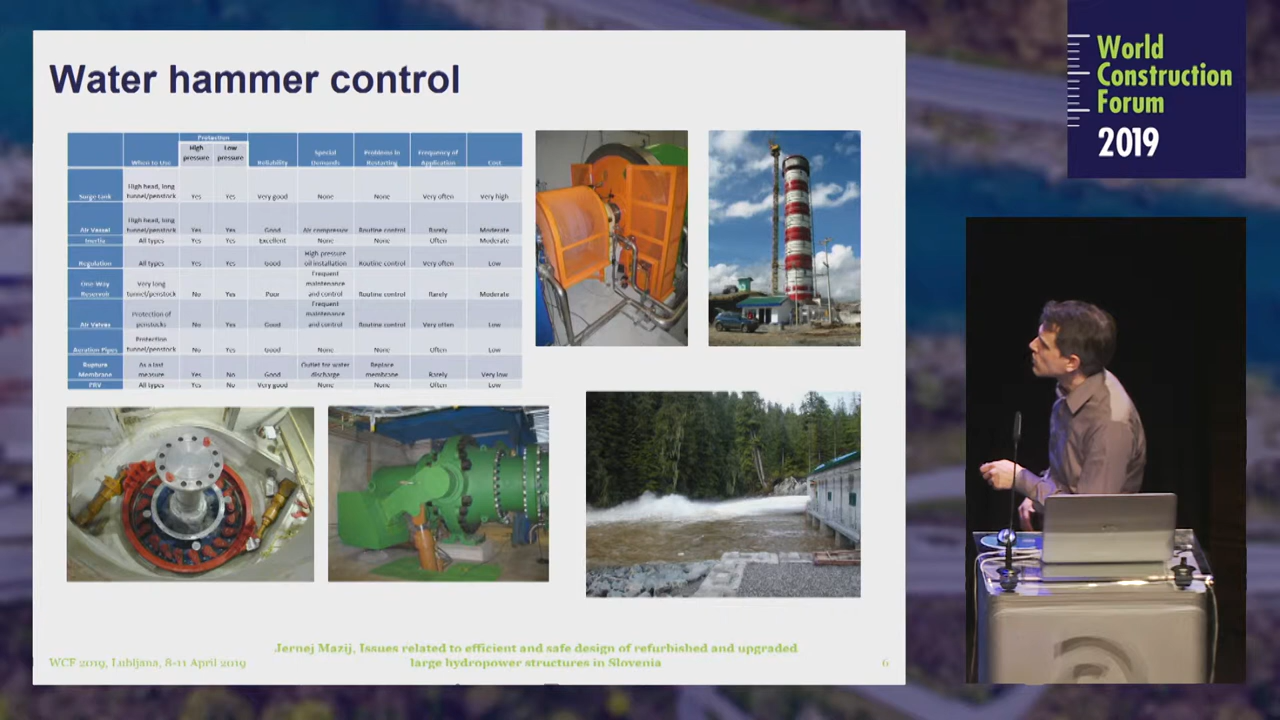 Water hammer control
Protection
When to Use High pressure Low pressure Reliability Special Demands Problems in Restarting Frequency of Application Cost
Surge tank High head, long tunnel/penstock Yes Yes Very good None None Very often Very high
Air Vessel High head, long tunnel/penstock Yes Yes Good Air compressor Routine control Rarely Moderate
Inertia All types Yes Yes Excellent None None Often Moderate
Regulation All types Yes Yes Good High pressure oil installation Routine control Very often Low
One-Way Reservoir Very long tunnel/penstock No Yes Poor Frequent maintenance and control Routine control Rarely Moderate
Air Valves Protection of penstocks No Yes Good Frequent maintenance and control Routine control Very often Low
Aeration Pipes Protection tunnel/penstock No Yes Good None None Often Low
Rupture Membrane As a last measure Yes No Good Outlet for water discharge Replace membrane Rarely Very low
PRV All types Yes No Very good None None Often Low
Jernej Mazij, Issues related to efficient and safe design of refurbished and upgraded
large hydropower structures in Slovenia
WCF 2019, Lubljana, 8-11 April 2019
6
World
Construction
Forum
2019